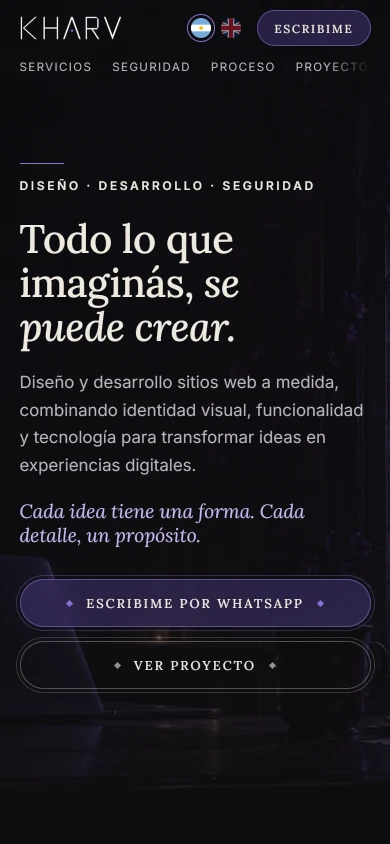 KHARV
ESCRIBIME
SERVICIOS SEGURIDAD PROCESO PROYECTO
DISEÑO · DESARROLLO · SEGURIDAD
Todo lo que
imaginás, se
puede crear.
Diseño y desarrollo sitios web a medida,
combinando identidad visual, funcionalidad
y tecnología para transformar ideas en
experiencias digitales.
Cada idea tiene una forma. Cada
detalle, un propósito.
ESCRIBIME POR WHATSAPP
VER PROYECTO